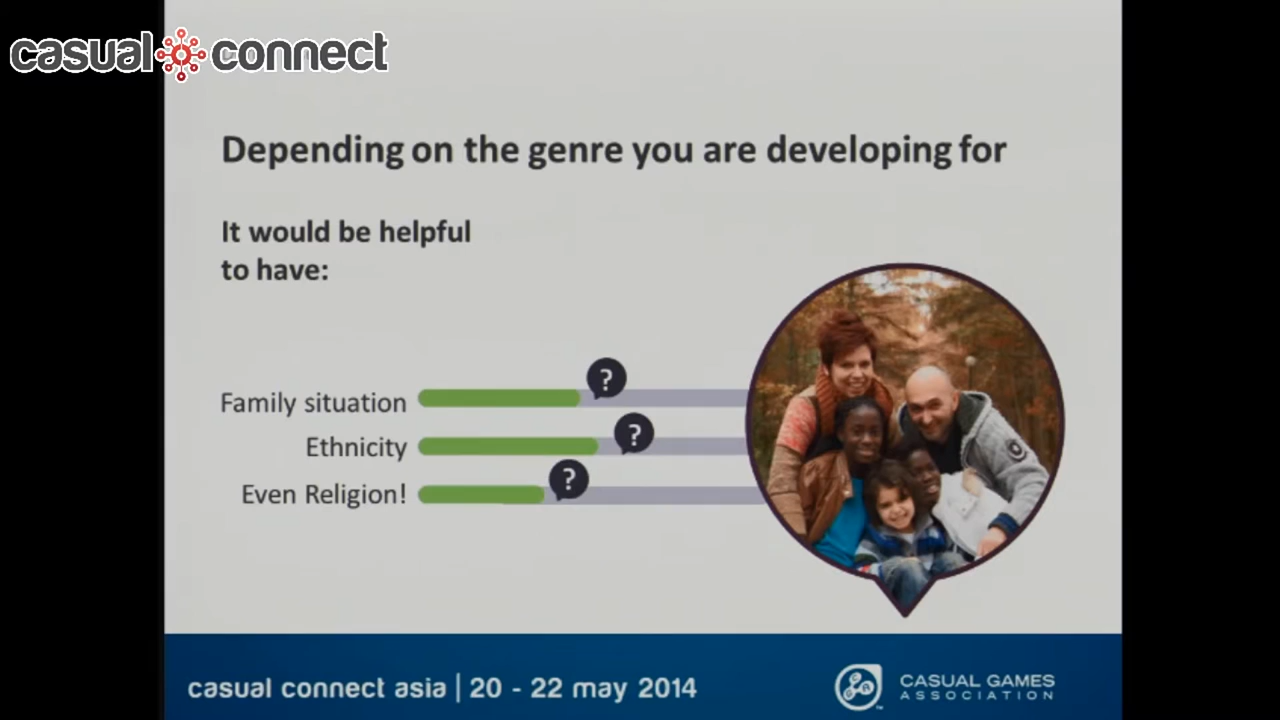 casual connect
Depending on the genre you are developing for
It would be helpful
to have:
?
Family situation
?
Ethnicity
?
Even Religion!
casual connect asia | 20 - 22 may 2014
CASUAL GAMES
ASSOCIATION
TM